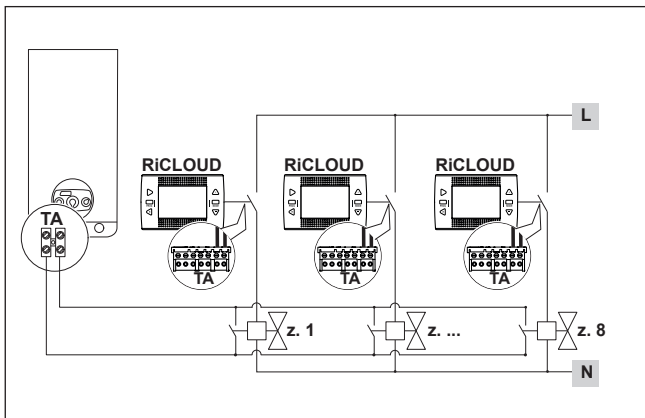 L
RiCLOUD
RiCLOUD
RiCLOUD
TA
TA
TA
TA
z. 1
z. ...
z. 8
N